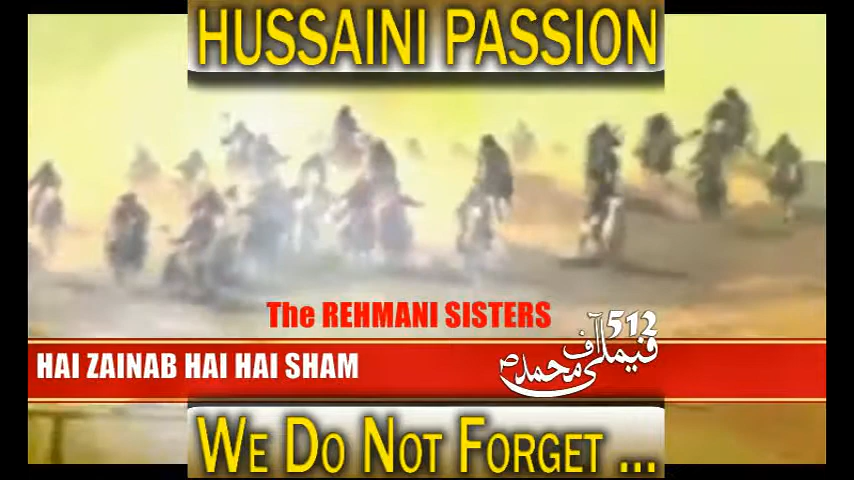 HUSSAINI PASSION
The REHMANI SISTERS
512
HAI ZAINAB HAI HAI SHAM
فیملی آف محمد ص
WE DO NOT FORGET ...